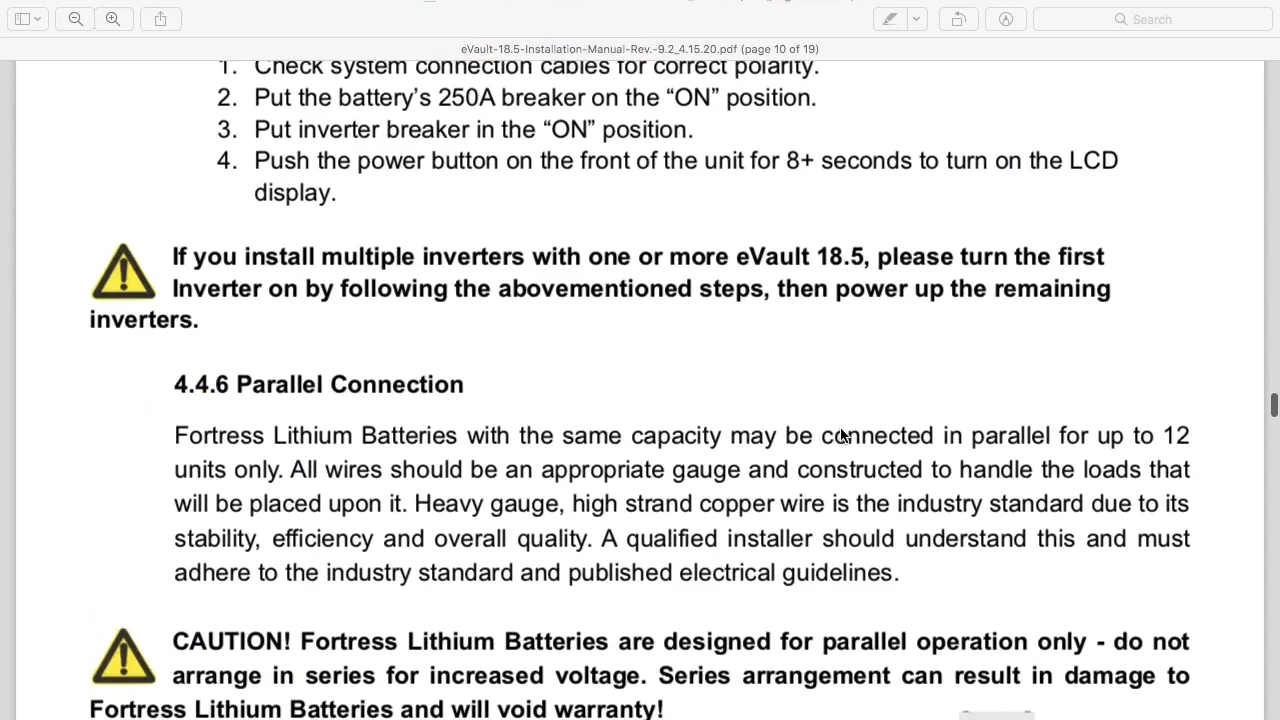 Search
eVault-18.5-Installation-Manual-Rev.-9.2_4.15.20.pdf (page 10 of 19)
1. Check system connection cables for correct polarity.
2. Put the battery’s 250A breaker on the “ON” position.
3. Put inverter breaker in the “ON” position.
4. Push the power button on the front of the unit for 8+ seconds to turn on the LCD
display.
If you install multiple inverters with one or more eVault 18.5, please turn the first
Inverter on by following the abovementioned steps, then power up the remaining
inverters.
4.4.6 Parallel Connection
Fortress Lithium Batteries with the same capacity may be connected in parallel for up to 12
units only. All wires should be an appropriate gauge and constructed to handle the loads that
will be placed upon it. Heavy gauge, high strand copper wire is the industry standard due to its
stability, efficiency and overall quality. A qualified installer should understand this and must
adhere to the industry standard and published electrical guidelines.
CAUTION! Fortress Lithium Batteries are designed for parallel operation only - do not
arrange in series for increased voltage. Series arrangement can result in damage to
Fortress Lithium Batteries and will void warranty!